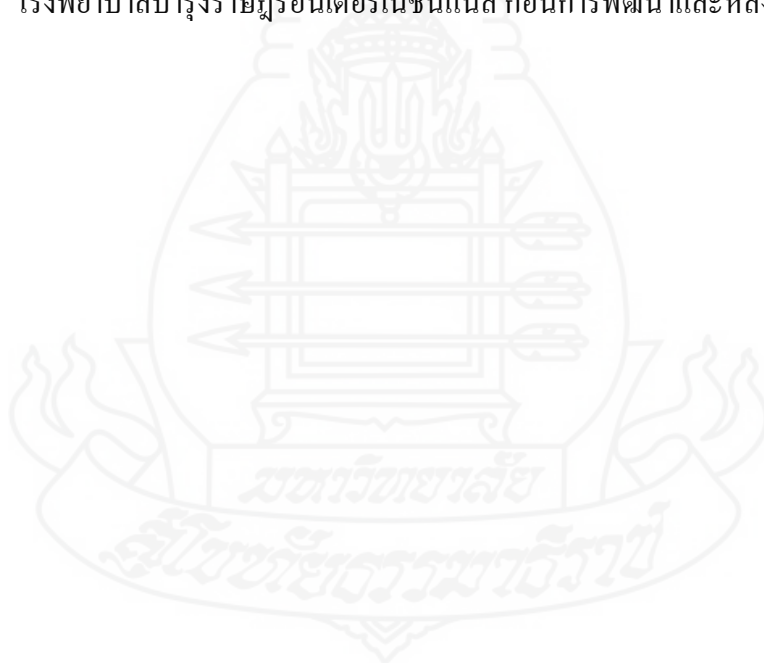 โรงพยาบาลบำรุงราษฎร์อินเตอร์เนชั่นแนล ก่อนการพัฒนาและหลัง
มหาวิทยาลัย
สุโขทัยธรรมาธิราช